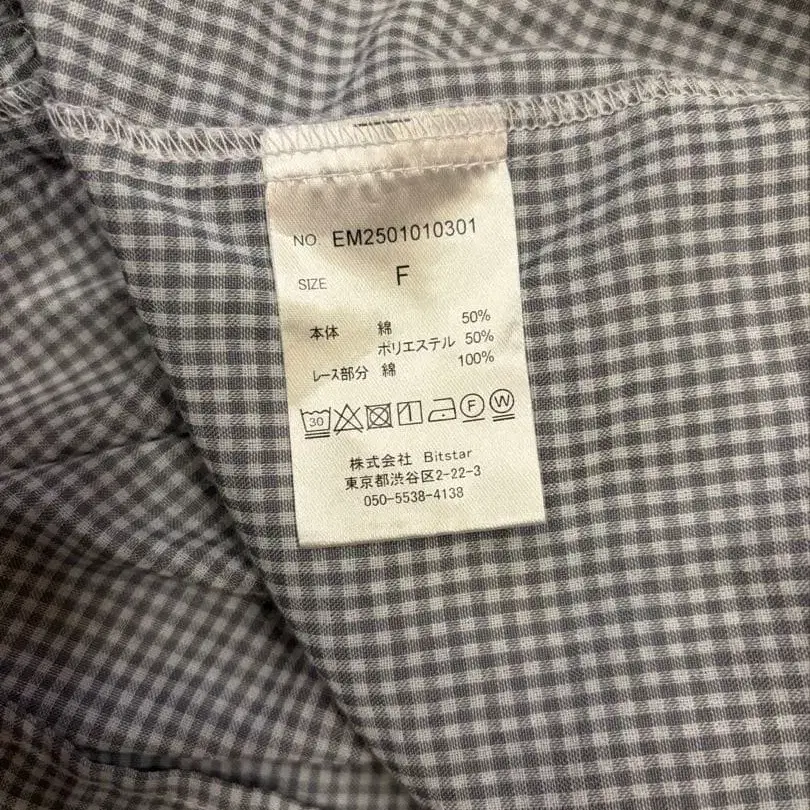 NO. EM2501010301
SIZE F
本体 綿 50%
ポリエステル 50%
レース部分 綿 100%
30 F W
株式会社 Bitstar
東京都渋谷区2-22-3
050-5538-4138